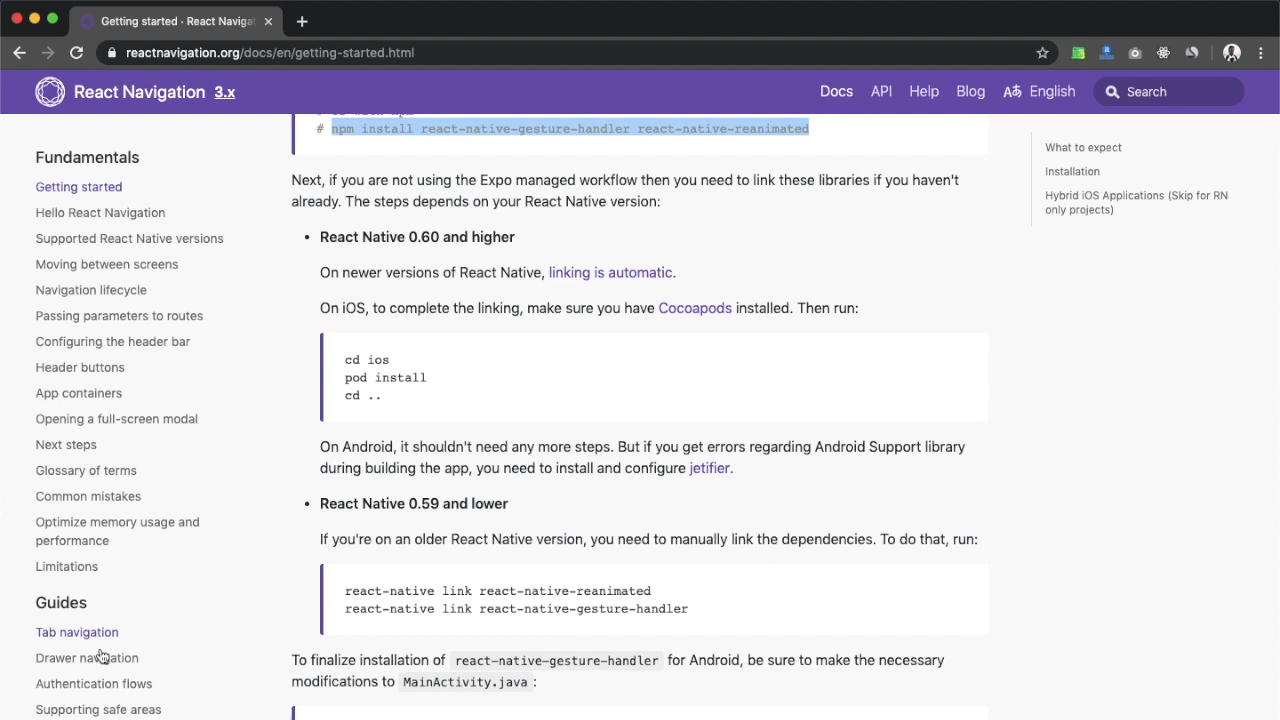 Getting started · React Naviga
reactnavigation.org/docs/en/getting-started.html
React Navigation 3.x
Docs API Help Blog English Search
Fundamentals
Getting started
Hello React Navigation
Supported React Native versions
Moving between screens
Navigation lifecycle
Passing parameters to routes
Configuring the header bar
Header buttons
App containers
Opening a full-screen modal
Next steps
Glossary of terms
Common mistakes
Optimize memory usage and
performance
Limitations
Guides
Tab navigation
Drawer navigation
Authentication flows
Supporting safe areas
# npm install react-native-gesture-handler react-native-reanimated
Next, if you are not using the Expo managed workflow then you need to link these libraries if you haven't
already. The steps depends on your React Native version:
• React Native 0.60 and higher
On newer versions of React Native, linking is automatic.
On iOS, to complete the linking, make sure you have Cocoapods installed. Then run:
cd ios
pod install
cd ..
On Android, it shouldn't need any more steps. But if you get errors regarding Android Support library
during building the app, you need to install and configure jetifier.
• React Native 0.59 and lower
If you're on an older React Native version, you need to manually link the dependencies. To do that, run:
react-native link react-native-reanimated
react-native link react-native-gesture-handler
To finalize installation of react-native-gesture-handler for Android, be sure to make the necessary
modifications to MainActivity.java :
What to expect
Installation
Hybrid iOS Applications (Skip for RN
only projects)